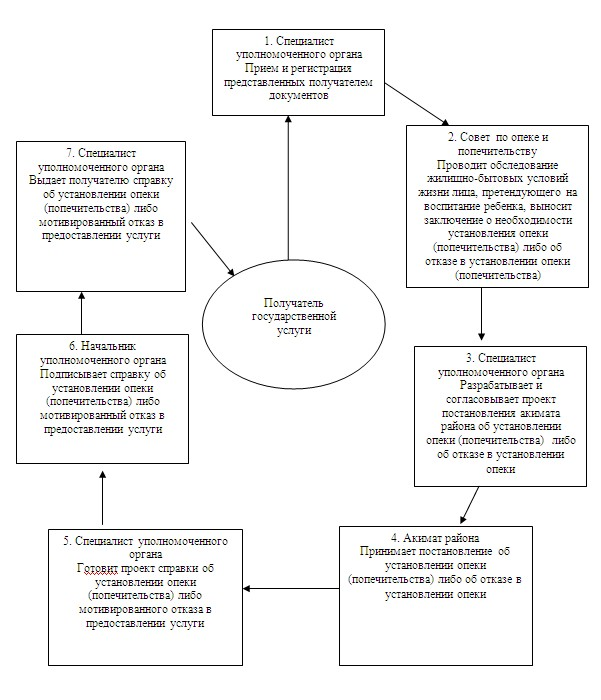 1. Специалист
уполномоченного органа
Прием и регистрация
представленных получателем
документов
2. Совет по опеке и
попечительству
Проводит обследование
жилищно-бытовых условий
жизни лица, претендующего на
воспитание ребенка, выносит
заключение о необходимости
установления опеки
(попечительства) либо об
отказе в установлении опеки
(попечительства)
3. Специалист
уполномоченного органа
Разрабатывает и
согласовывает проект
постановления акимата
района об установлении
опеки (попечительства) либо
об отказе в установлении
опеки
4. Акимат района
Принимает постановление об
установлении опеки
(попечительства) либо об отказе в
установлении опеки
5. Специалист уполномоченного
органа
Готовит проект справки об
установлении опеки
(попечительства) либо
мотивированного отказа в
предоставлении услуги
6. Начальник
уполномоченного органа
Подписывает справку об
установлении опеки
(попечительства) либо
мотивированный отказ в
предоставлении услуги
7. Специалист
уполномоченного органа
Выдает получателю справку
об установлении опеки
(попечительства) либо
мотивированный отказ в
предоставлении услуги
Получатель
государственной
услуги